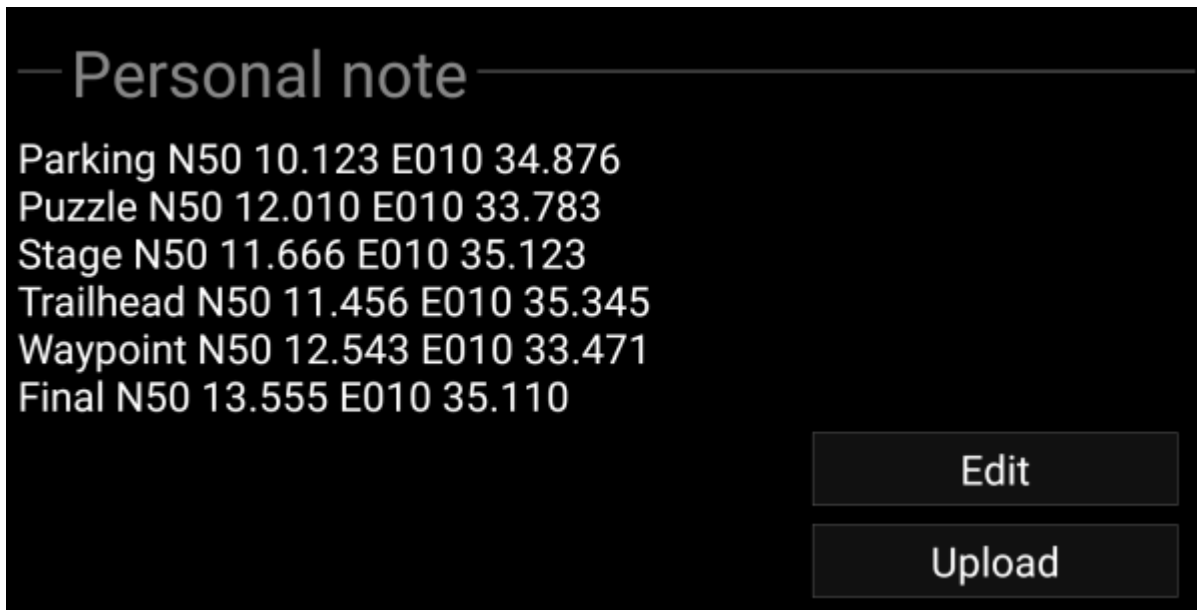 Personal note
Parking N50 10.123 E010 34.876
Puzzle N50 12.010 E010 33.783
Stage N50 11.666 E010 35.123
Trailhead N50 11.456 E010 35.345
Waypoint N50 12.543 E010 33.471
Final N50 13.555 E010 35.110
Edit
Upload